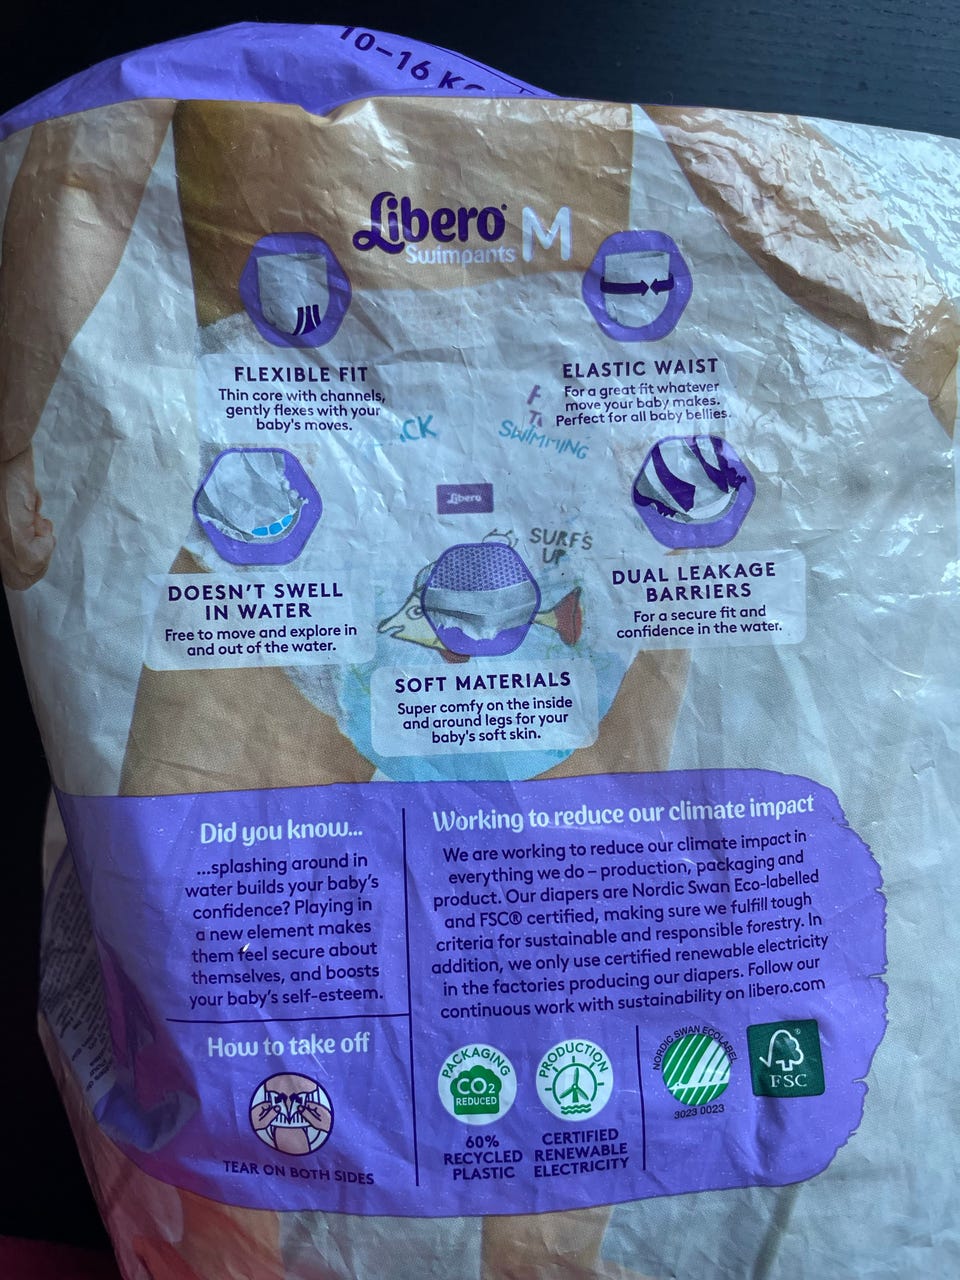 10-16 KG
Libero
Swimpants M
FLEXIBLE FIT
Thin core with channels,
gently flexes with your
baby's moves.
ELASTIC WAIST
For a great fit whatever
move your baby makes.
Perfect for all baby bellies.
SWIMMING
Libero
SURF'S
UP
DOESN'T SWELL
IN WATER
Free to move and explore in
and out of the water.
DUAL LEAKAGE
BARRIERS
For a secure fit and
confidence in the water.
SOFT MATERIALS
Super comfy on the inside
and around legs for your
baby's soft skin.
Did you know...
...splashing around in
water builds your baby's
confidence? Playing in
a new element makes
them feel secure about
themselves, and boosts
your baby's self-esteem.
How to take off
TEAR ON BOTH SIDES
Working to reduce our climate impact
We are working to reduce our climate impact in
everything we do – production, packaging and
product. Our diapers are Nordic Swan Eco-labelled
and FSC® certified, making sure we fulfill tough
criteria for sustainable and responsible forestry. In
addition, we only use certified renewable electricity
in the factories producing our diapers. Follow our
continuous work with sustainability on libero.com
PACKAGING
CO2
REDUCED
60%
RECYCLED
PLASTIC
PRODUCTION
CERTIFIED
RENEWABLE
ELECTRICITY
NORDIC SWAN ECOLABEL
3023 0023
FSC